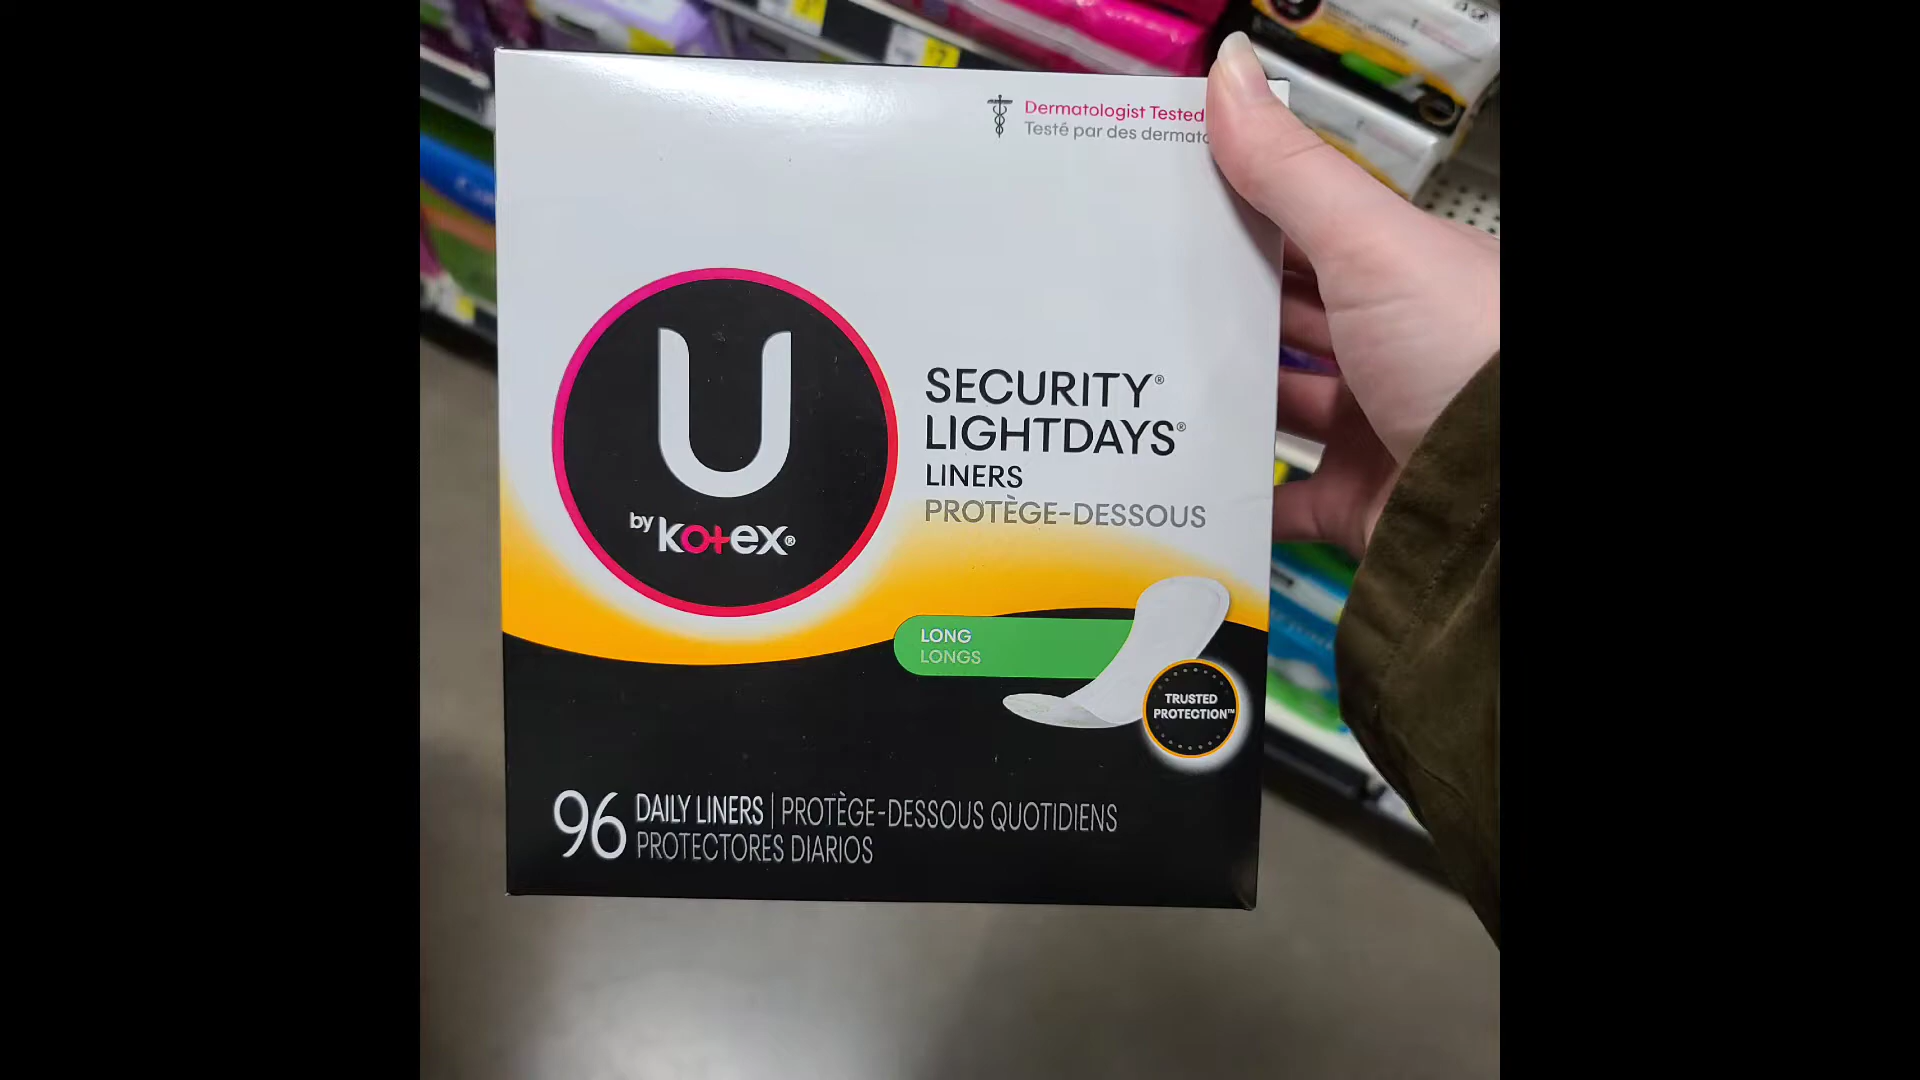 Dermatologist Tested
Testé par des
U
by kotex®
SECURITY®
LIGHTDAYS®
LINERS
PROTÈGE-DESSOUS
LONG
LONGS
TRUSTED
PROTECTION™
96 DAILY LINERS | PROTÈGE-DESSOUS QUOTIDIENS
PROTECTORES DIARIOS